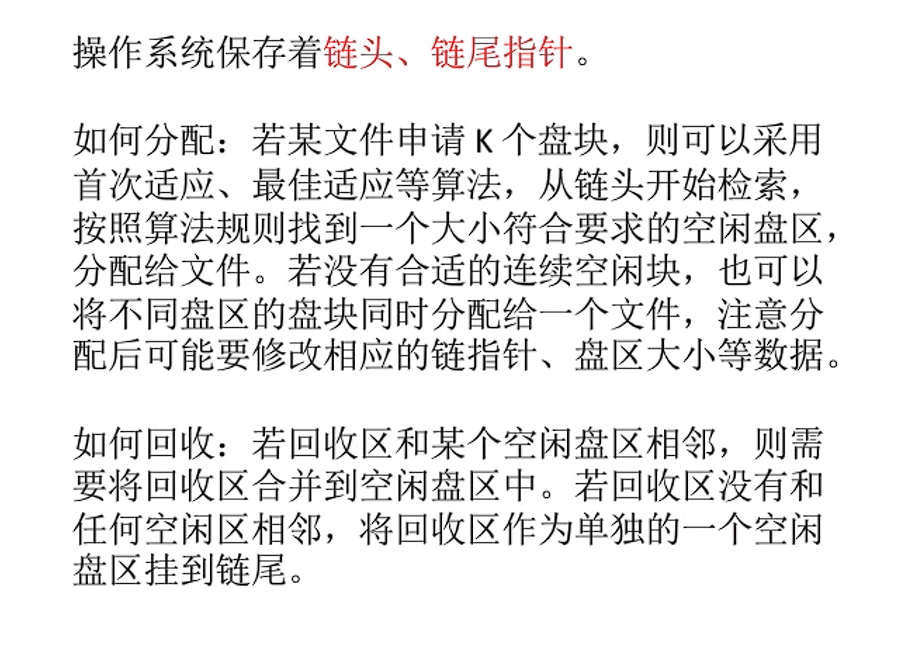 操作系统保存着链头、链尾指针。
如何分配：若某文件申请 K 个盘块，则可以采用
首次适应、最佳适应等算法，从链头开始检索，
按照算法规则找到一个大小符合要求的空闲盘区，
分配给文件。若没有合适的连续空闲块，也可以
将不同盘区的盘块同时分配给一个文件，注意分
配后可能要修改相应的链指针、盘区大小等数据。
如何回收：若回收区和某个空闲盘区相邻，则需
要将回收区合并到空闲盘区中。若回收区没有和
任何空闲区相邻，将回收区作为单独的一个空闲
盘区挂到链尾。